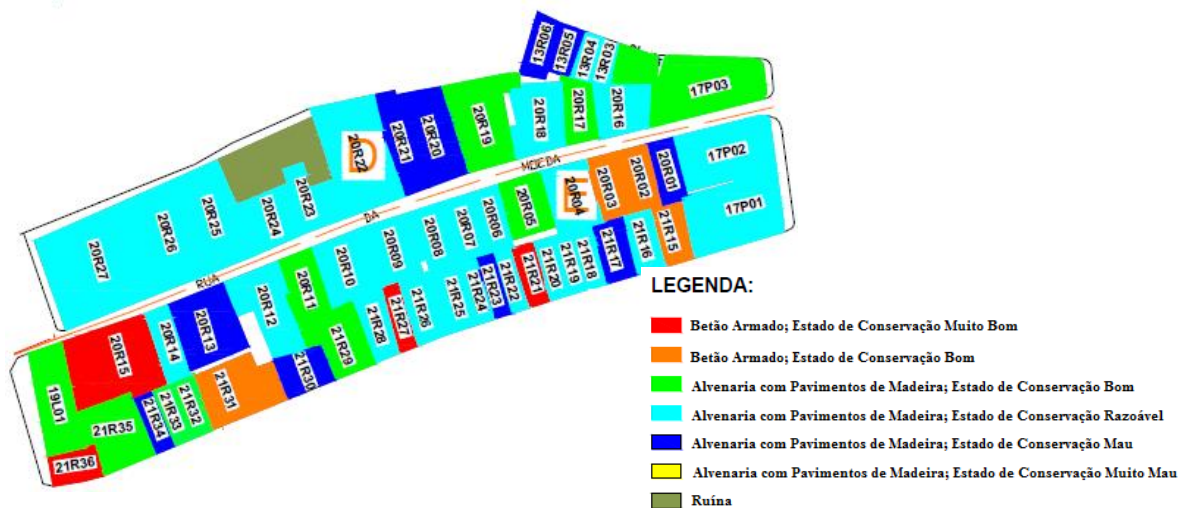 13R06
13R05
13R04
13R03
17P03
20R16
20R17
20R18
20R19
20R20
20R21
20R22
D
20R23
20R24
20R25
20R26
20R27
RUA
DA
MOEDA
17P02
17P01
20R01
20R02
20R03
20R04
E
20R05
20R06
20R07
20R08
20R09
20R10
20R11
20R12
20R13
20R14
20R15
19L01
21R15
21R16
21R17
21R18
21R19
21R20
21R21
21R22
21R23
21R24
21R25
21R26
21R27
21R28
21R29
21R30
21R31
21R32
21R33
21R34
21R35
21R36
LEGENDA:
Betão Armado; Estado de Conservação Muito Bom
Betão Armado; Estado de Conservação Bom
Alvenaria com Pavimentos de Madeira; Estado de Conservação Bom
Alvenaria com Pavimentos de Madeira; Estado de Conservação Razoável
Alvenaria com Pavimentos de Madeira; Estado de Conservação Mau
Alvenaria com Pavimentos de Madeira; Estado de Conservação Muito Mau
Ruína